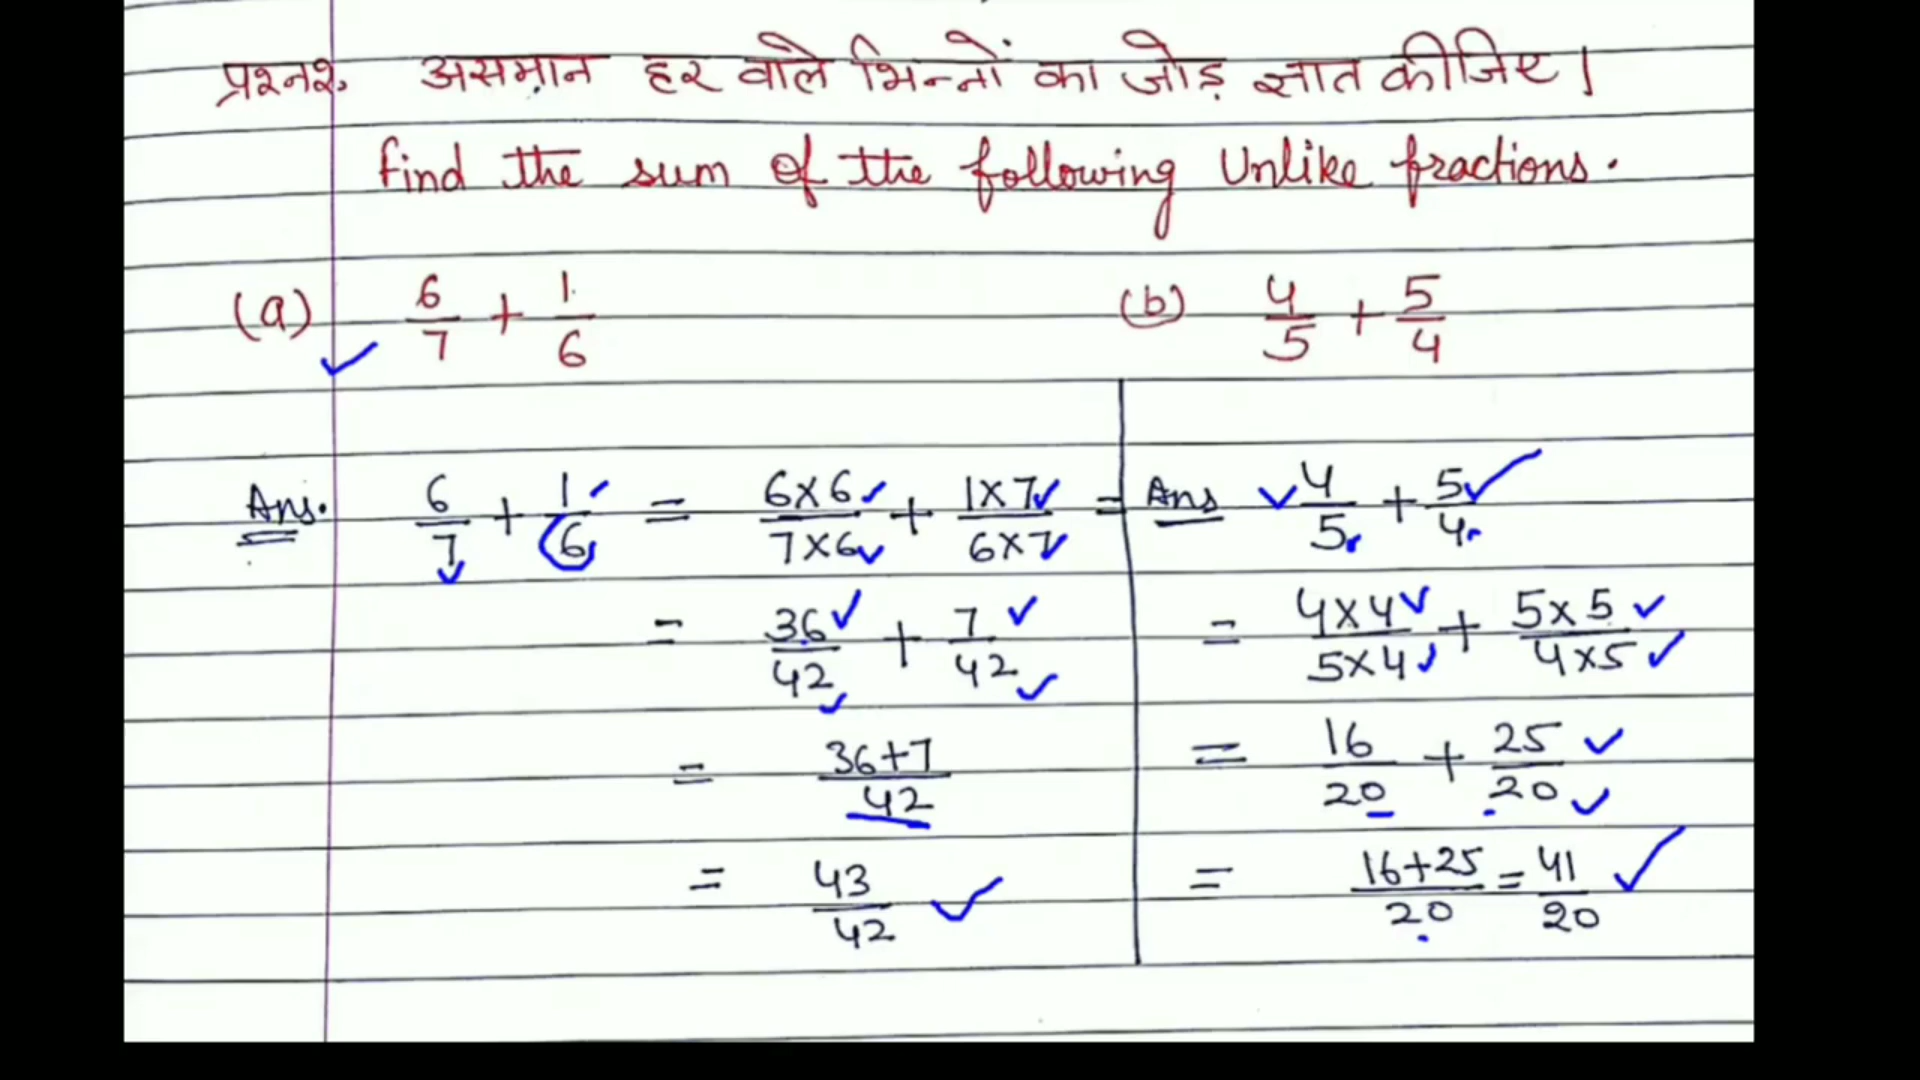 प्रश्न२. असमान हर वाले भिन्नों का जोड़ ज्ञात कीजिए।
find the sum of the following Unlike fractions.
(a) 6/7 + 1/6 (b) 4/5 + 5/4
Ans. 6/7 + 1/6 = 6×6/7×6 + 1×7/6×7 =
= 36/42 + 7/42
= 36+7/42
= 43/42
Ans 4/5 + 5/4
= 4×4/5×4 + 5×5/4×5
= 16/20 + 25/20
= 16+25/20 = 41/20